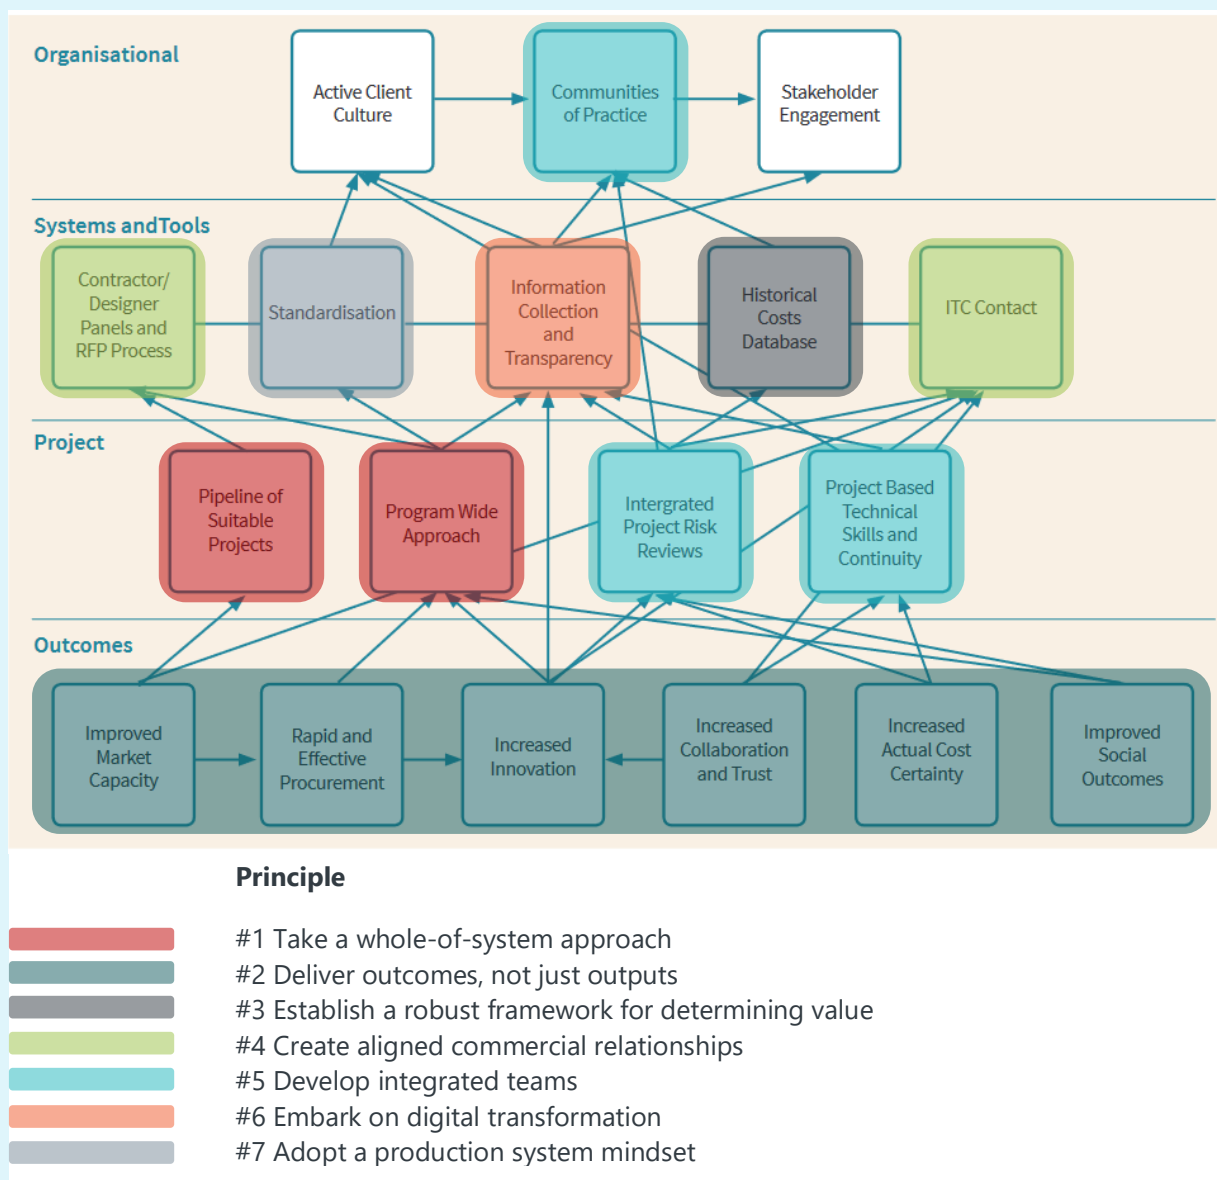 Organisational
Active Client
Culture
Communities
of Practice
Stakeholder
Engagement
Systems andTools
Contractor/
Designer
Panels and
RFP Process
Standardisation
Information
Collection
and
Transparency
Historical
Costs
Database
ITC Contact
Project
Pipeline of
Suitable
Projects
Program Wide
Approach
Intergrated
Project Risk
Reviews
Project Based
Technical
Skills and
Continuity
Outcomes
Improved
Market
Capacity
Rapid and
Effective
Procurement
Increased
Innovation
Increased
Collaboration
and Trust
Increased
Actual Cost
Certainty
Improved
Social
Outcomes
Principle
#1 Take a whole-of-system approach
#2 Deliver outcomes, not just outputs
#3 Establish a robust framework for determining value
#4 Create aligned commercial relationships
#5 Develop integrated teams
#6 Embark on digital transformation
#7 Adopt a production system mindset